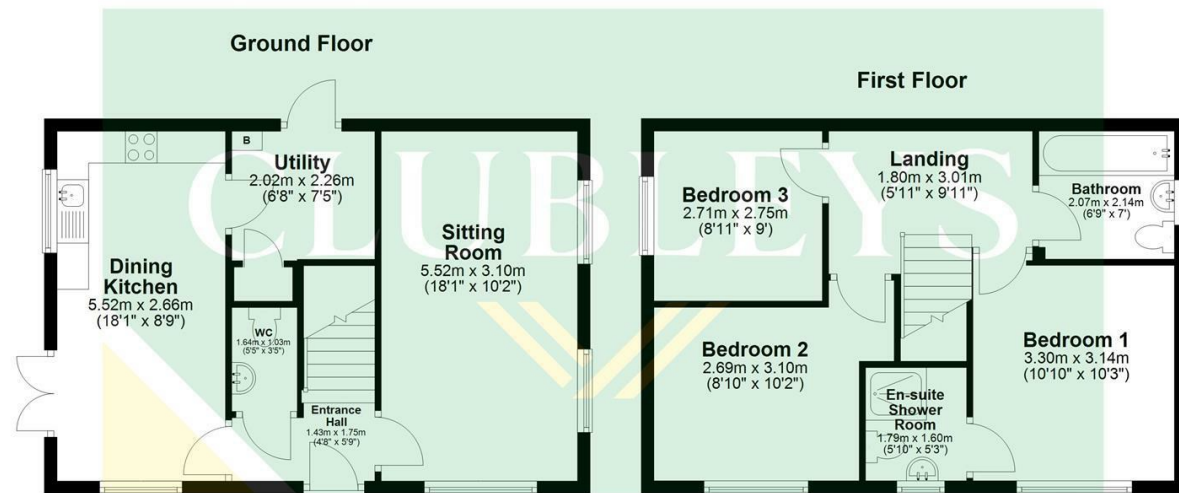 Ground Floor
First Floor
CLUBLEYS
B
Utility
2.02m x 2.26m
(6'8" x 7'5")
Sitting
Room
5.52m x 3.10m
(18'1" x 10'2")
Dining
Kitchen
5.52m x 2.66m
(18'1" x 8'9")
WC
1.64m x 1.03m
(5'5" x 3'5")
Entrance
Hall
1.43m x 1.75m
(4'8" x 5'9")
Bedroom 3
2.71m x 2.75m
(8'11" x 9')
Landing
1.80m x 3.01m
(5'11" x 9'11")
Bathroom
2.07m x 2.14m
(6'9" x 7')
Bedroom 2
2.69m x 3.10m
(8'10" x 10'2")
Bedroom 1
3.30m x 3.14m
(10'10" x 10'3")
En-suite
Shower
Room
1.79m x 1.60m
(5'10" x 5'3")